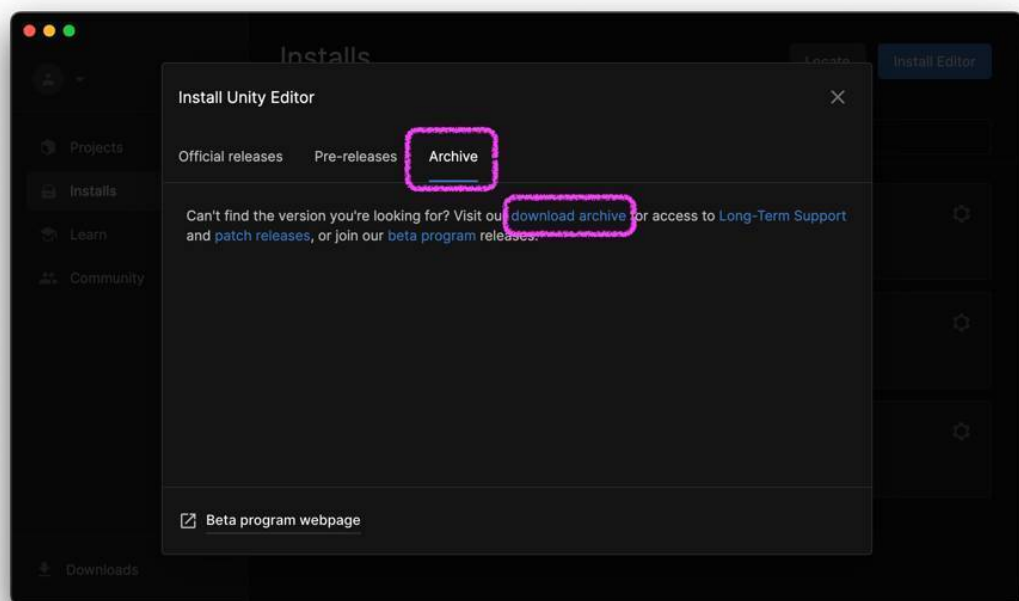 Installs
Locate
Install Editor
Install Unity Editor
Projects
Official releases
Pre-releases
Archive
Installs
Can't find the version you're looking for? Visit our download archive for access to Long-Term Support
Learn
and patch releases, or join our beta program releases.
Community
Beta program webpage
Downloads